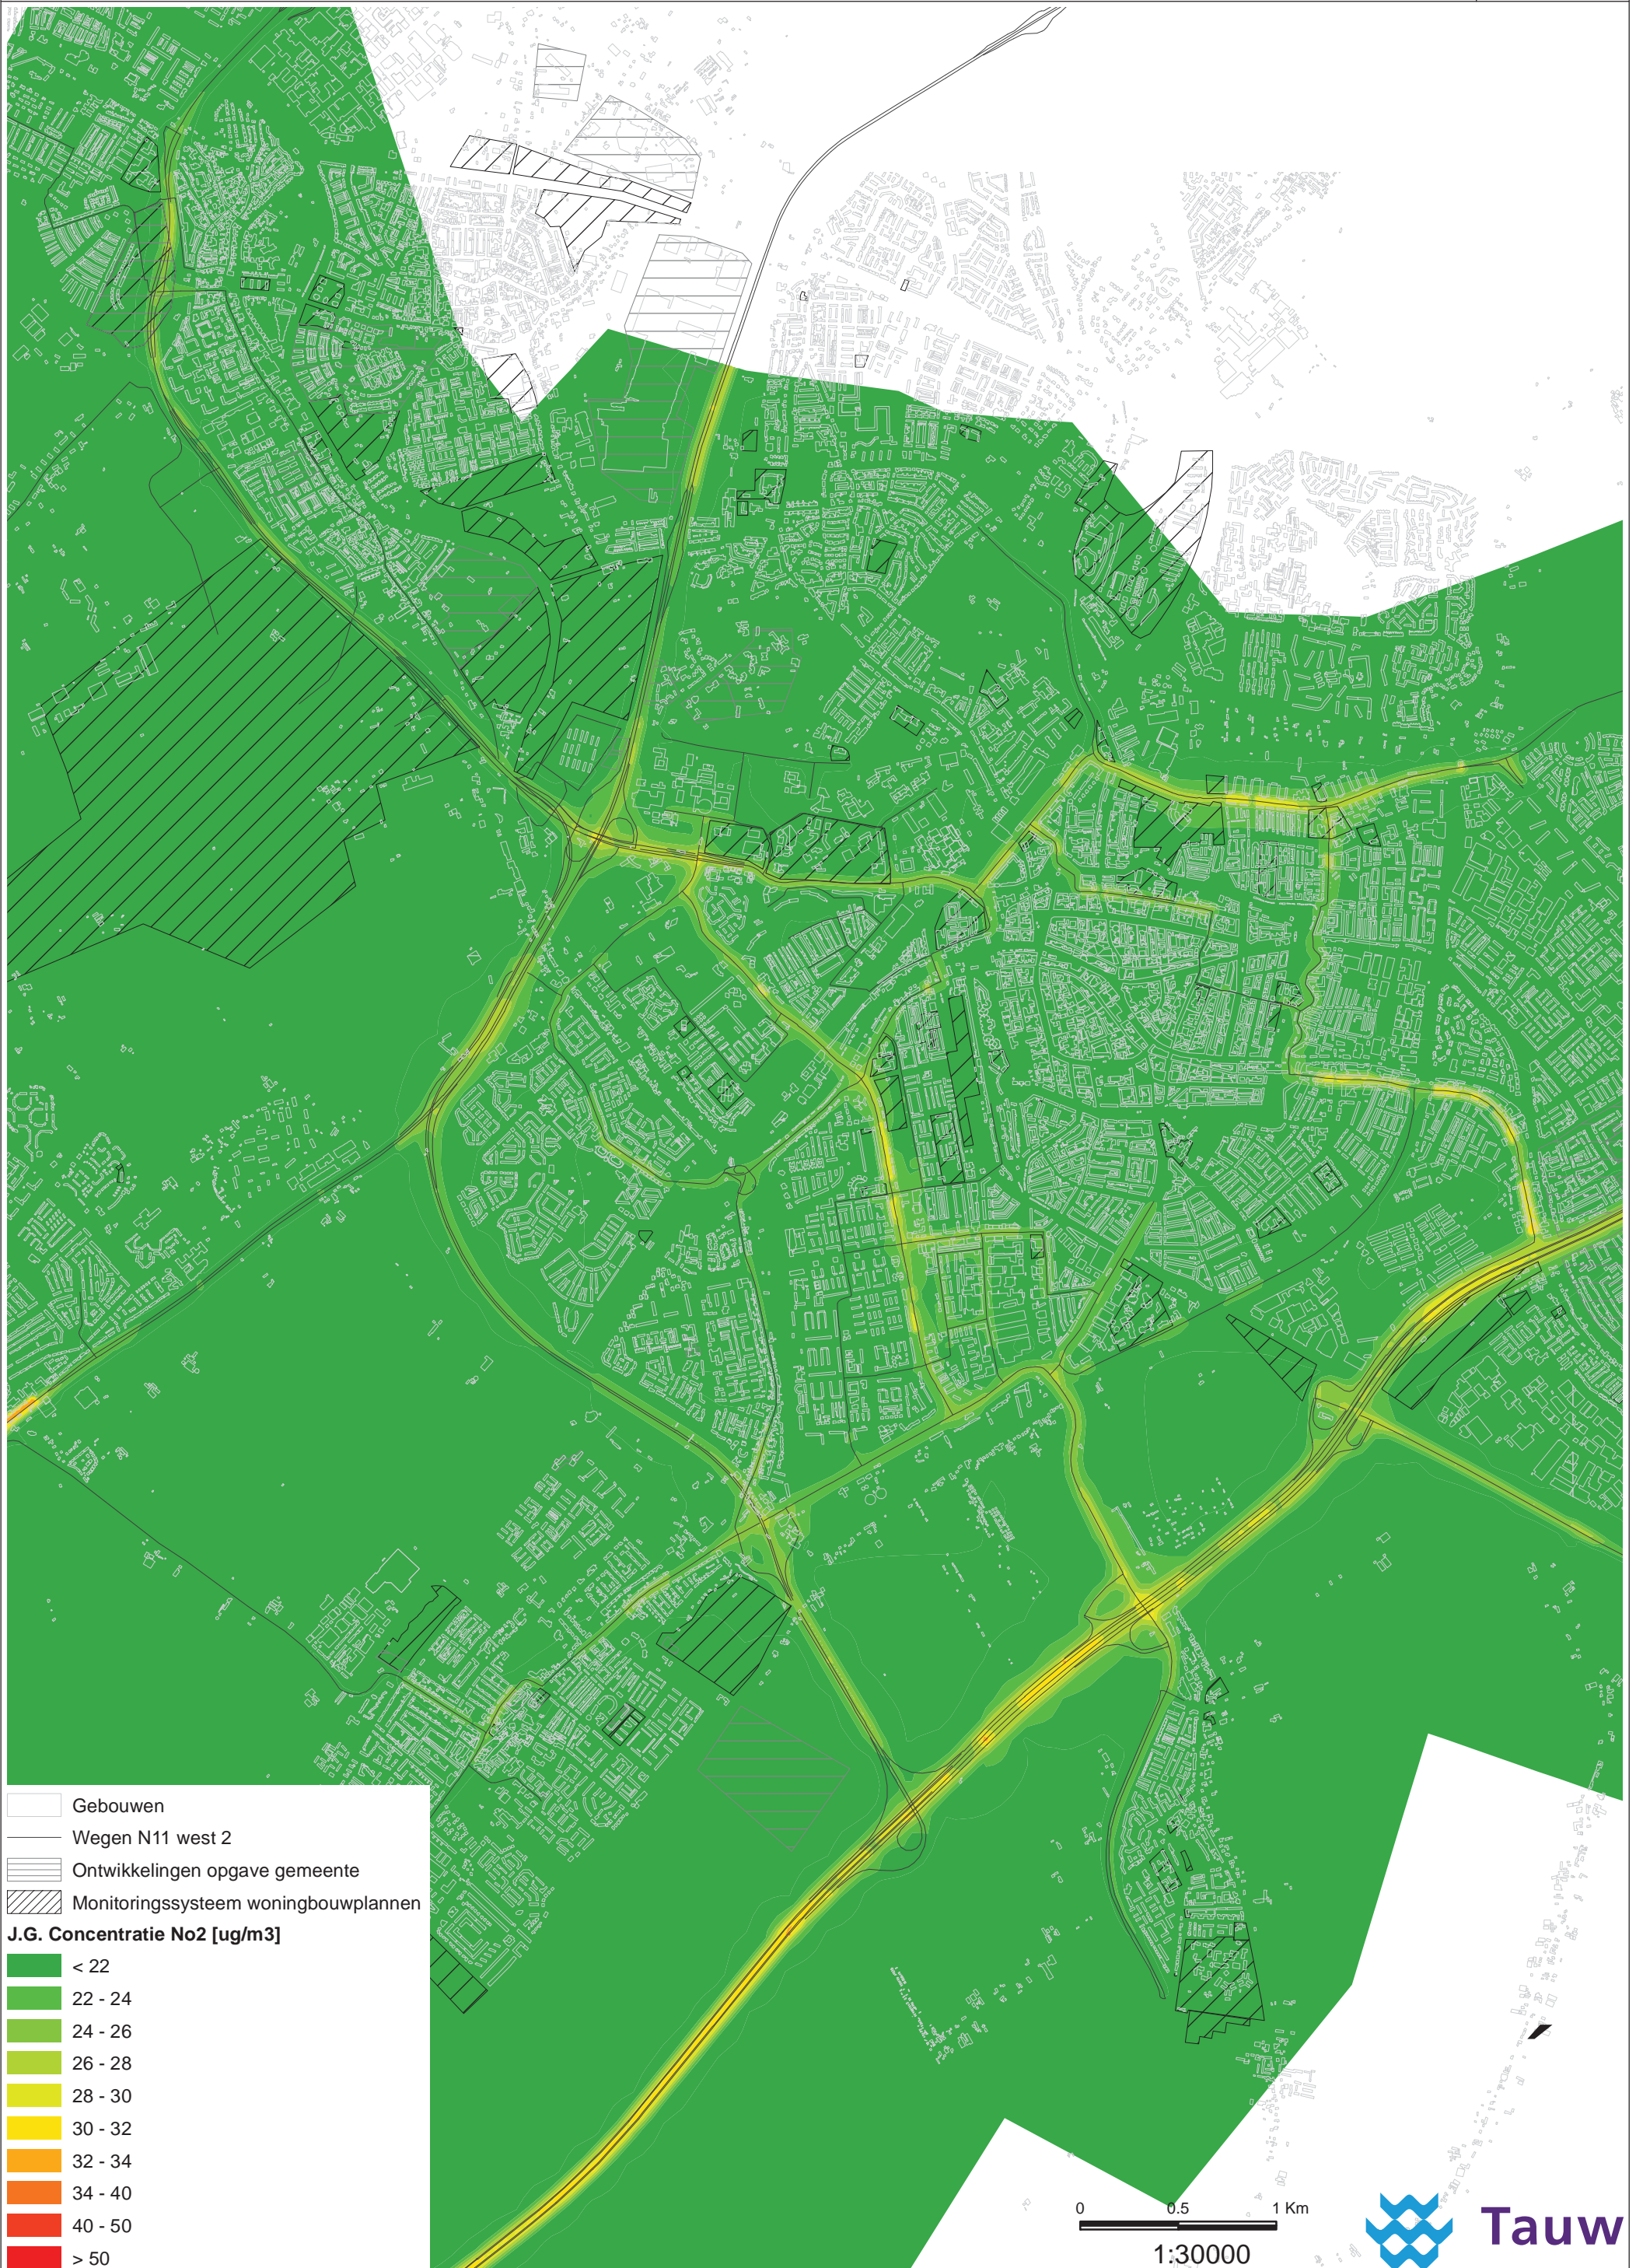 Gebouwen
Wegen N11 west 2
Ontwikkelingen opgave gemeente
Monitoringssysteem woningbouwplannen
J.G. Concentratie No2 [ug/m3]
< 22
22 - 24
24 - 26
26 - 28
28 - 30
30 - 32
32 - 34
34 - 40
40 - 50
> 50
0 0.5 1 Km
1:30000
Tauw